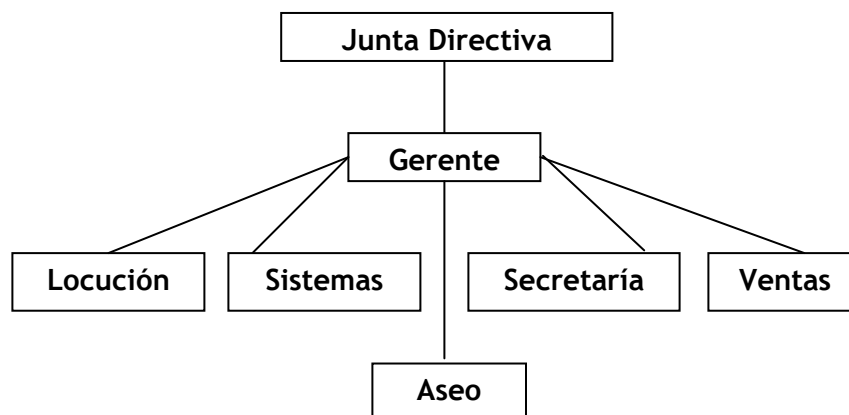 Junta Directiva
Gerente
Locución
Sistemas
Secretaría
Ventas
Aseo